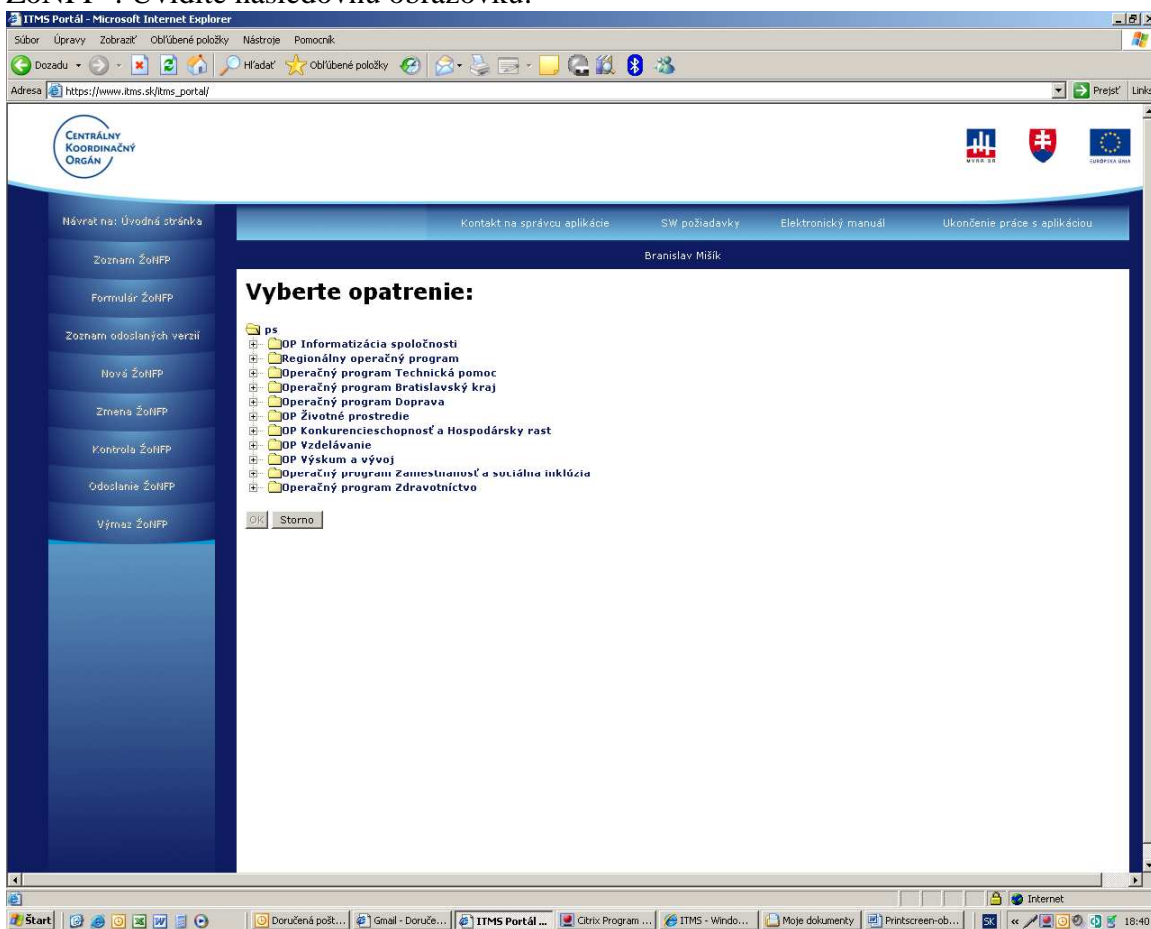 ŽoNFP“. Uvidíte nasledovnú obrazovku:
ITMS Portál - Microsoft Internet Explorer
Súbor Úpravy Zobraziť Obľúbené položky Nástroje Pomocník
Dozadu Hľadať Obľúbené položky
Adresa https://www.itms.sk/itms_portal/ Prejsť Links
CENTRÁLNY
KOORDINAČNÝ
ORGÁN
MVRR SR
EURÓPSKA ÚNIA
Návrat na: Úvodná stránka
Kontakt na správcu aplikácie SW požiadavky Elektronický manuál Ukončenie práce s aplikáciou
Branislav Mišík
Zoznam ŽoNFP
Formulár ŽoNFP
Zoznam odoslaných verzií
Nová ŽoNFP
Zmena ŽoNFP
Kontrola ŽoNFP
Odoslanie ŽoNFP
Výmaz ŽoNFP
Vyberte opatrenie:
ps
OP Informatizácia spoločnosti
Regionálny operačný program
Operačný program Technická pomoc
Operačný program Bratislavský kraj
Operačný program Doprava
OP Životné prostredie
OP Konkurencieschopnosť a Hospodársky rast
OP Vzdelávanie
OP Výskum a vývoj
Operačný program Zamestnanosť a sociálna inklúzia
Operačný program Zdravotníctvo
OK Storno
Internet
Štart Doručená pošt... Gmail - Doruče... ITMS Portál ... Citrix Program ... ITMS - Windo... Moje dokumenty Printscreen-ob... SK 18:40